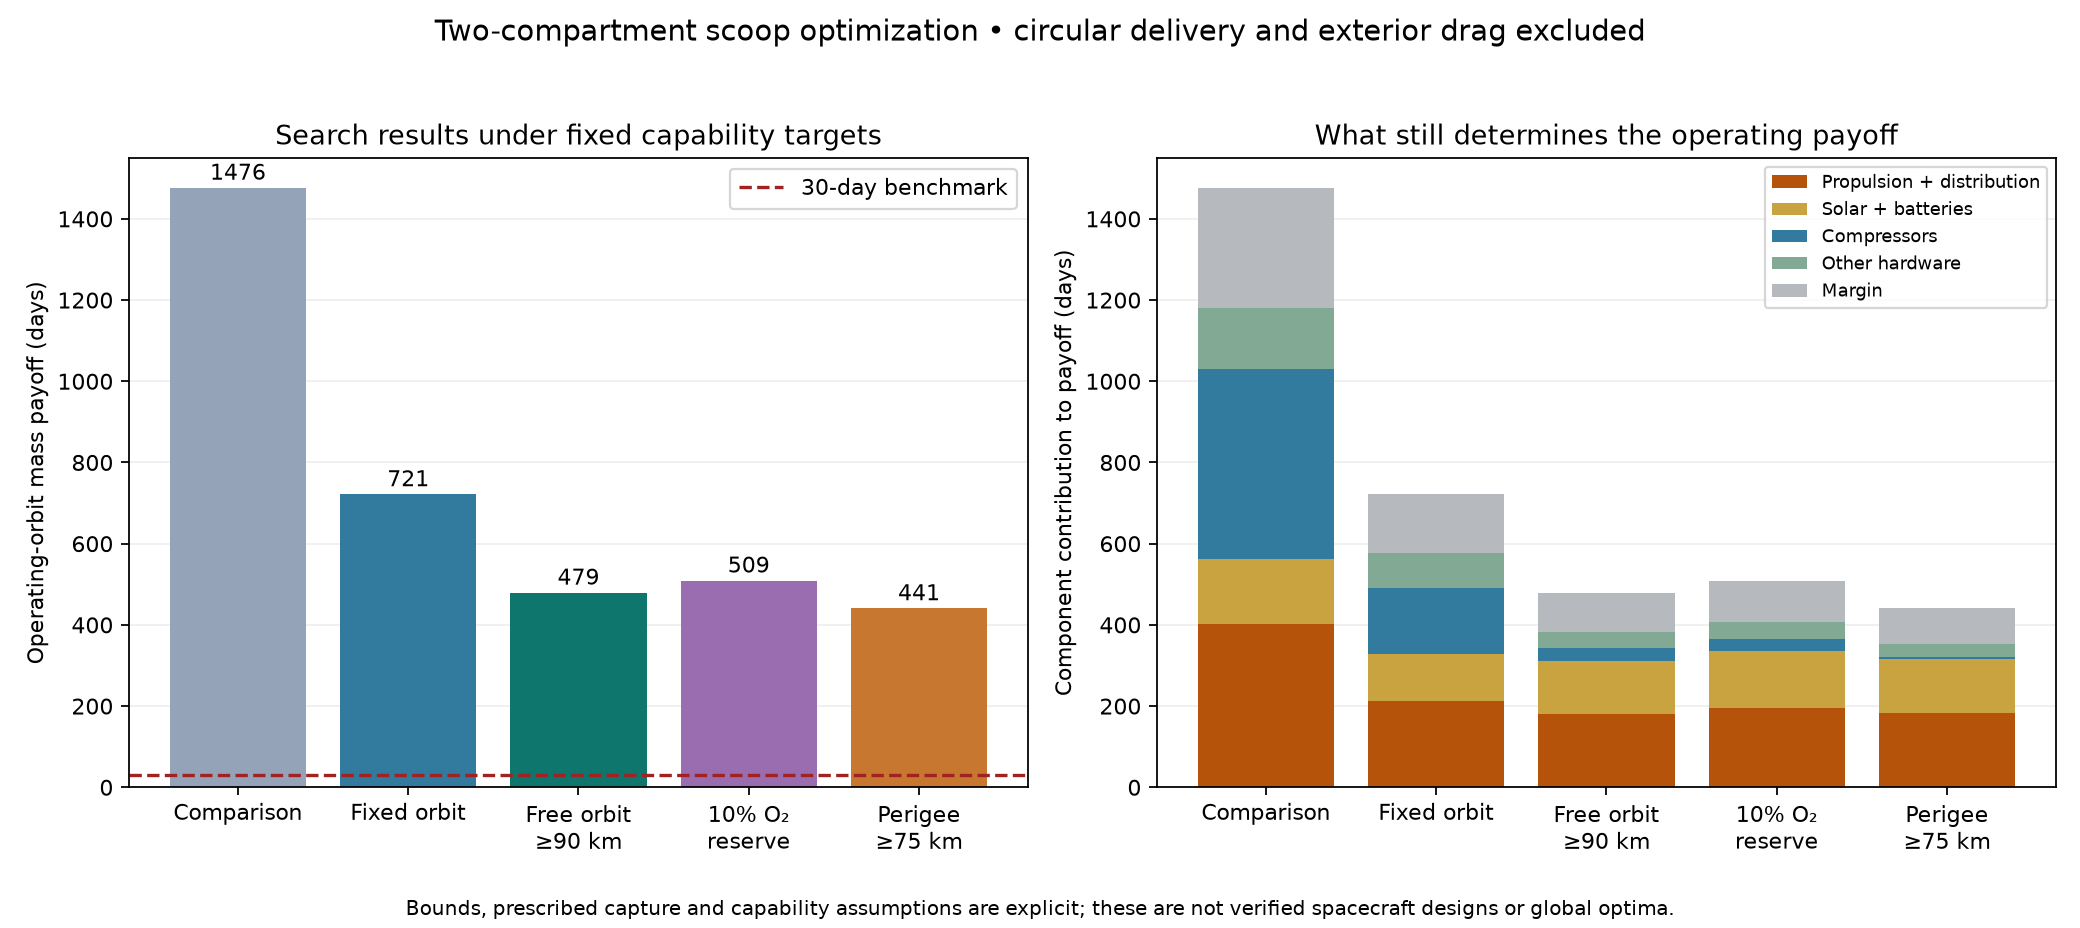 Two-compartment scoop optimization • circular delivery and exterior drag excluded
Search results under fixed capability targets
Operating-orbit mass payoff (days)
1400
1200
1000
800
600
400
200
0
1476
721
479
509
441
30-day benchmark
Comparison
Fixed orbit
Free orbit
≥90 km
10% O₂
reserve
Perigee
≥75 km
What still determines the operating payoff
Component contribution to payoff (days)
1400
1200
1000
800
600
400
200
0
Propulsion + distribution
Solar + batteries
Compressors
Other hardware
Margin
Comparison
Fixed orbit
Free orbit
≥90 km
10% O₂
reserve
Perigee
≥75 km
Bounds, prescribed capture and capability assumptions are explicit; these are not verified spacecraft designs or global optima.